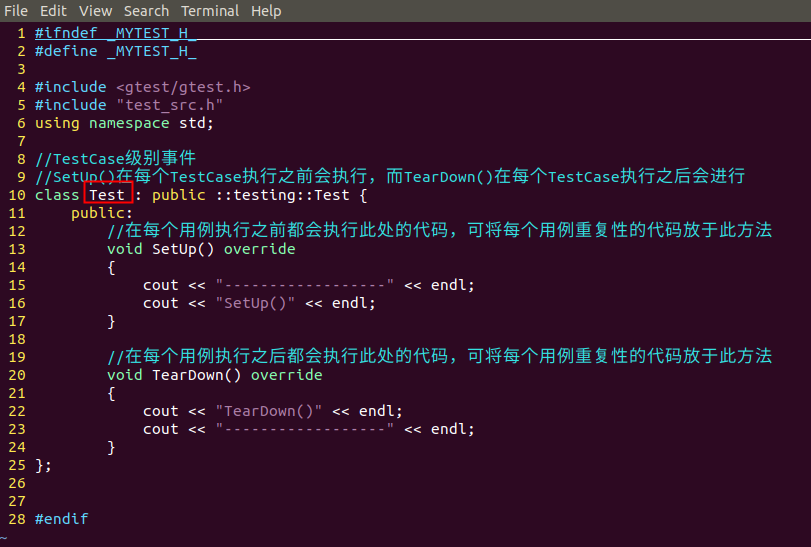 File Edit View Search Terminal Help
1 #ifndef _MYTEST_H_
2 #define _MYTEST_H_
3
4 #include <gtest/gtest.h>
5 #include "test_src.h"
6 using namespace std;
7
8 //TestCase级别事件
9 //SetUp()在每个TestCase执行之前会执行，而TearDown()在每个TestCase执行之后会进行
10 class Test : public ::testing::Test {
11     public:
12         //在每个用例执行之前都会执行此处的代码，可将每个用例重复性的代码放于此方法
13         void SetUp() override
14         {
15             cout << "------------------" << endl;
16             cout << "SetUp()" << endl;
17         }
18
19         //在每个用例执行之后都会执行此处的代码，可将每个用例重复性的代码放于此方法
20         void TearDown() override
21         {
22             cout << "TearDown()" << endl;
23             cout << "------------------" << endl;
24         }
25 };
26
27
28 #endif
~